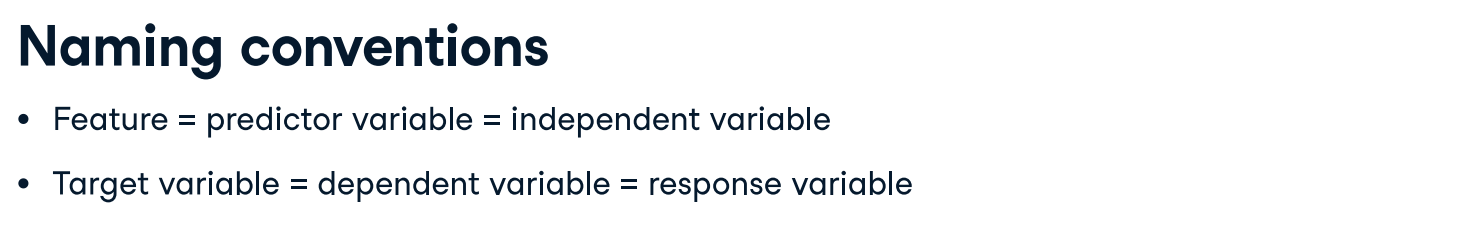 Naming conventions
• Feature = predictor variable = independent variable
• Target variable = dependent variable = response variable